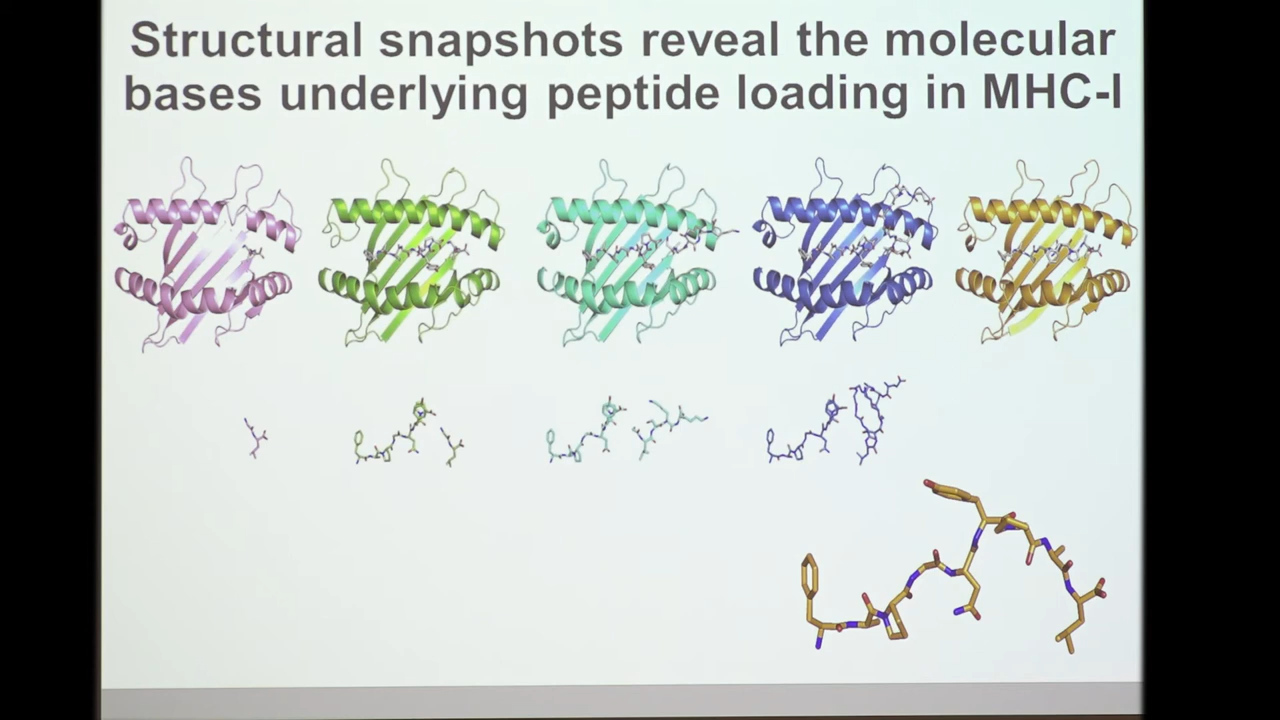 Structural snapshots reveal the molecular
bases underlying peptide loading in MHC-I